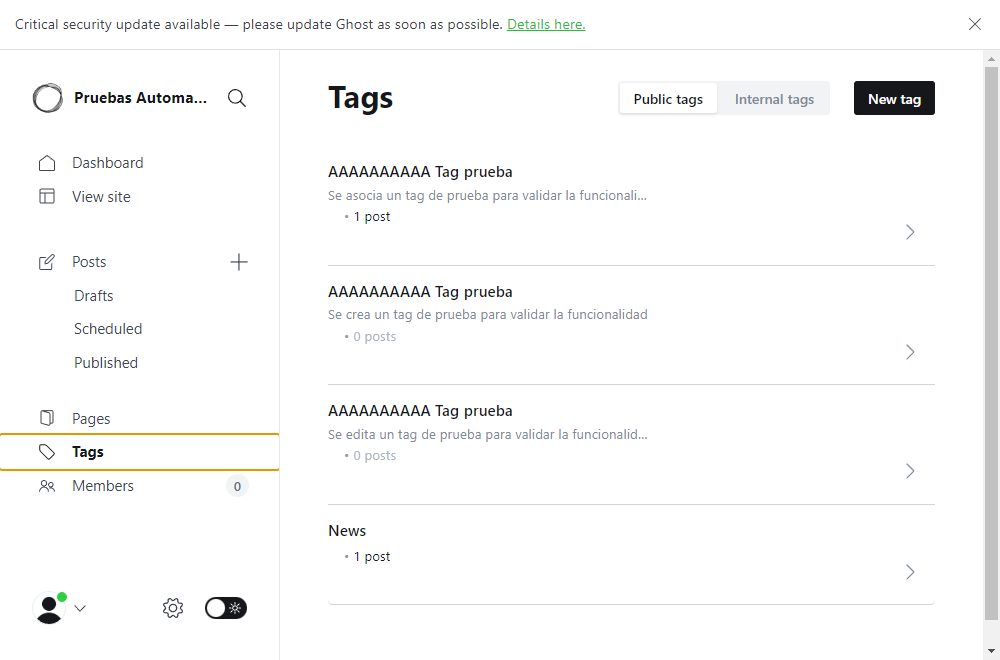 Critical security update available — please update Ghost as soon as possible. Details here.
Pruebas Automa...
Dashboard
View site
Posts
Drafts
Scheduled
Published
Pages
Tags
Members
0
Tags
Public tags
Internal tags
New tag
AAAAAAAAAA Tag prueba
Se asocia un tag de prueba para validar la funcionali...
• 1 post
AAAAAAAAAA Tag prueba
Se crea un tag de prueba para validar la funcionalidad
• 0 posts
AAAAAAAAAA Tag prueba
Se edita un tag de prueba para validar la funcionalid...
• 0 posts
News
• 1 post